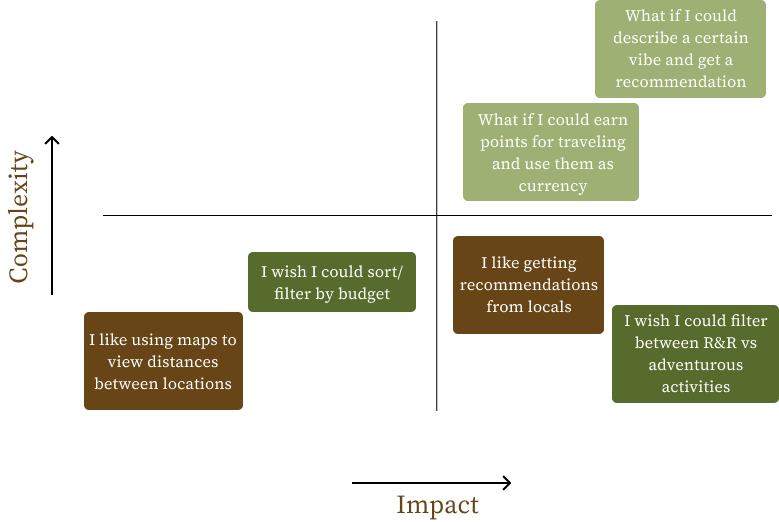 What if I could
describe a certain
vibe and get a
recommendation
What if I could earn
points for traveling
and use them as
currency
Complexity
I wish I could sort/
filter by budget
I like getting
recommendations
from locals
I like using maps to
view distances
between locations
I wish I could filter
between R&R vs
adventurous
activities
Impact